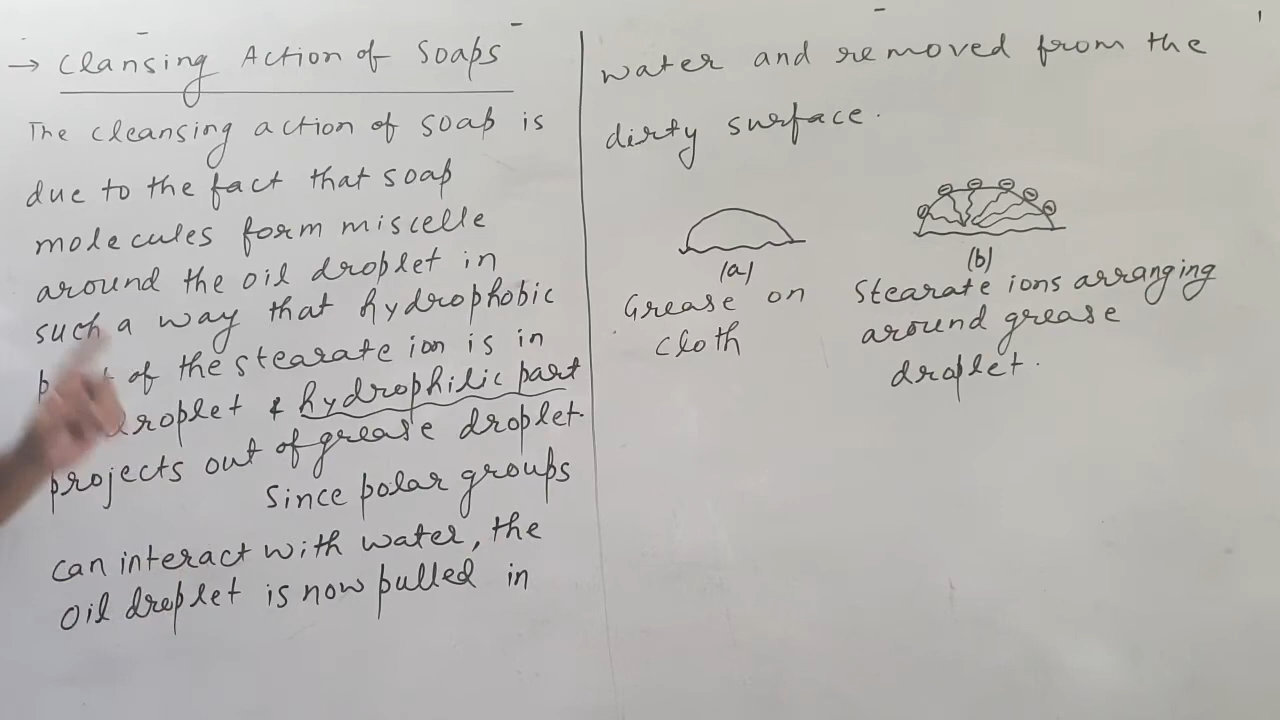 → Clansing Action of Soaps
The cleansing action of soap is
due to the fact that soap
molecules form miscelle
around the oil droplet in
such a way that hydrophobic
of the stearate ion is in
droplet & hydrophilic part
projects out of grease droplet.
Since polar groups
can interact with water, the
oil droplet is now pulled in
water and removed from the
dirty surface.
(a)
Grease on
cloth
(b)
Stearate ions arranging
around grease
droplet.